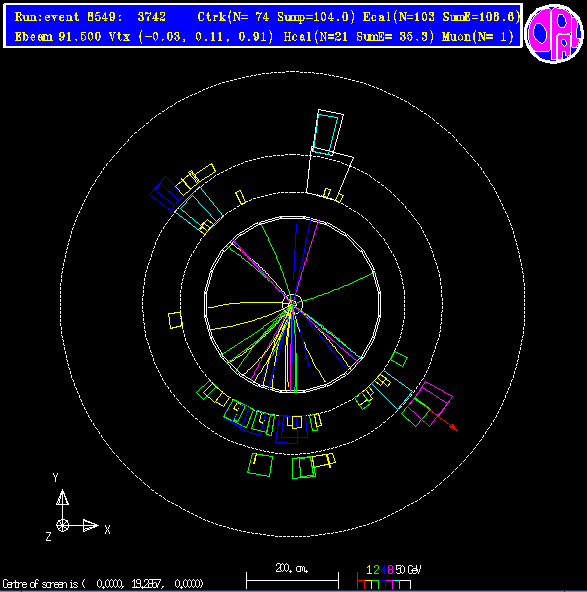 Run:event 8549: 3742 Ctrk(N= 74 Sump=104.0) Ecal(N=103 SumE=108.6)
Ebeam 91.500 Vtx (-0.03, 0.11, 0.91) Hcal(N=21 SumE= 35.3) Muon(N= 1)
OPAL
Y
X
Z
200. cm.
1 2 4 8 50 GeV
Centre of screen is ( 0.0000, 19.2857, 0.0000)